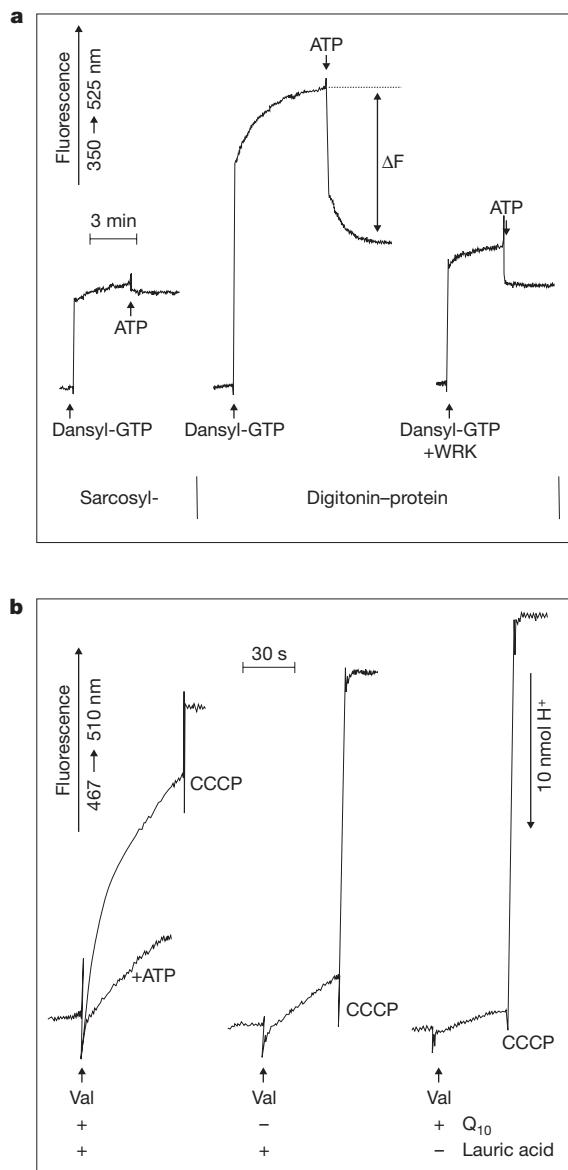 a
Fluorescence
350 → 525 nm
ATP
ΔF
3 min
ATP
ATP
Dansyl-GTP
Dansyl-GTP
Dansyl-GTP
+WRK
Sarcosyl-
Digitonin–protein
b
Fluorescence
467 → 510 nm
30 s
10 nmol H⁺
CCCP
+ATP
CCCP
CCCP
Val Val Val
+ – + Q₁₀
+ + – Lauric acid